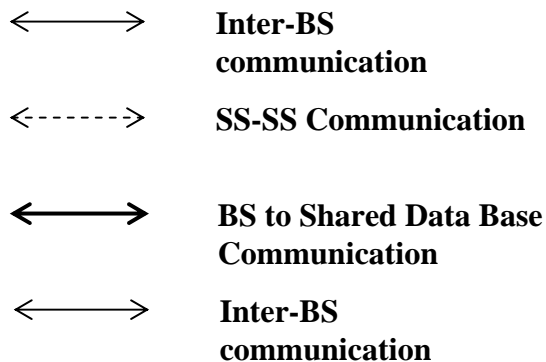 Inter-BS
communication
SS-SS Communication
BS to Shared Data Base
Communication
Inter-BS
communication